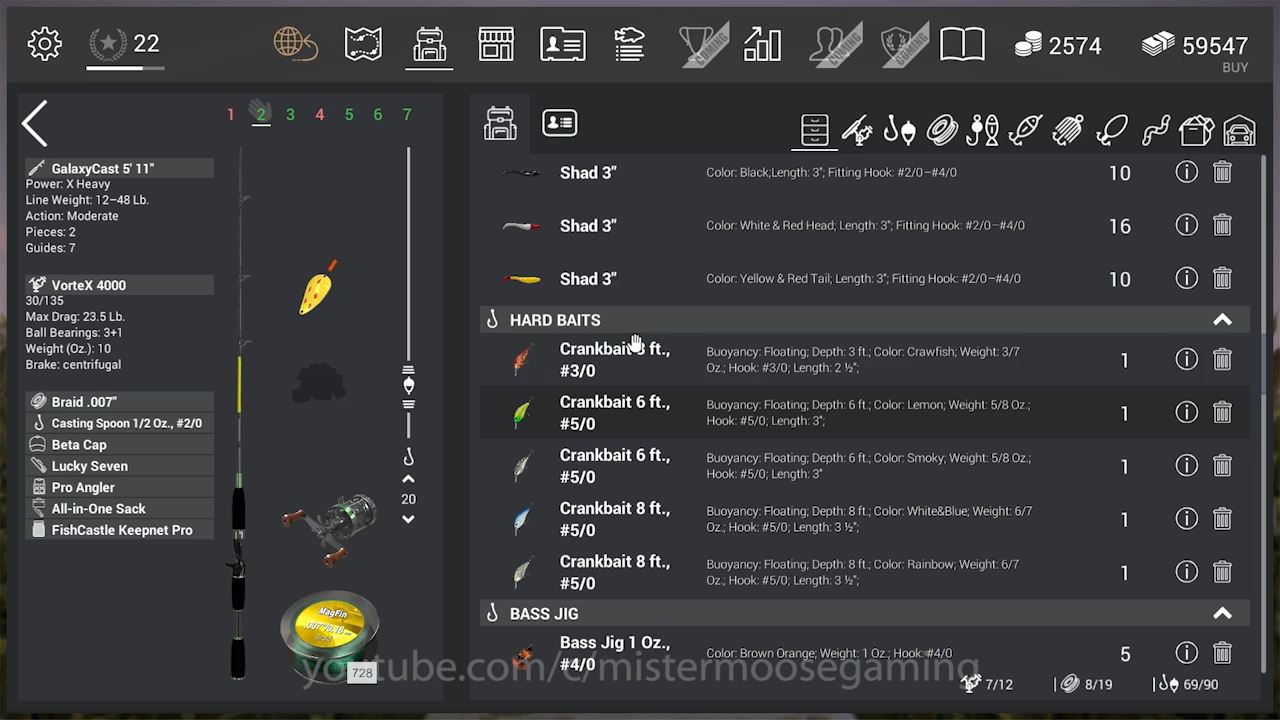 22
COMING
COMING
COMING
2574
59547
BUY
1 2 3 4 5 6 7
GalaxyCast 5' 11"
Power: X Heavy
Line Weight: 12–48 Lb.
Action: Moderate
Pieces: 2
Guides: 7
VorteX 4000
30/135
Max Drag: 23.5 Lb.
Ball Bearings: 3+1
Weight (Oz.): 10
Brake: centrifugal
Braid .007"
Casting Spoon 1/2 Oz., #2/0
Beta Cap
Lucky Seven
Pro Angler
All-in-One Sack
FishCastle Keepnet Pro
20
MagFin
Braid
728
Shad 3" Color: Black;Length: 3"; Fitting Hook: #2/0–#4/0 10
Shad 3" Color: White & Red Head; Length: 3"; Fitting Hook: #2/0–#4/0 16
Shad 3" Color: Yellow & Red Tail; Length: 3"; Fitting Hook: #2/0–#4/0 10
HARD BAITS
Crankbait 3 ft., #3/0 Buoyancy: Floating; Depth: 3 ft.; Color: Crawfish; Weight: 3/7
Oz.; Hook: #3/0; Length: 2 ½"; 1
Crankbait 6 ft., #5/0 Buoyancy: Floating; Depth: 6 ft.; Color: Lemon; Weight: 5/8 Oz.;
Hook: #5/0; Length: 3"; 1
Crankbait 6 ft., #5/0 Buoyancy: Floating; Depth: 6 ft.; Color: Smoky; Weight: 5/8 Oz.;
Hook: #5/0; Length: 3" 1
Crankbait 8 ft., #5/0 Buoyancy: Floating; Depth: 8 ft.; Color: White&Blue; Weight: 6/7
Oz.; Hook: #5/0; Length: 3 ½"; 1
Crankbait 8 ft., #5/0 Buoyancy: Floating; Depth: 8 ft.; Color: Rainbow; Weight: 6/7
Oz.; Hook: #5/0; Length: 3 ½"; 1
BASS JIG
Bass Jig 1 Oz., #4/0 Color: Brown Orange; Weight: 1 Oz.; Hook:#4/0 5
youtube.com/c/mistermoosegaming
7/12 8/19 69/90